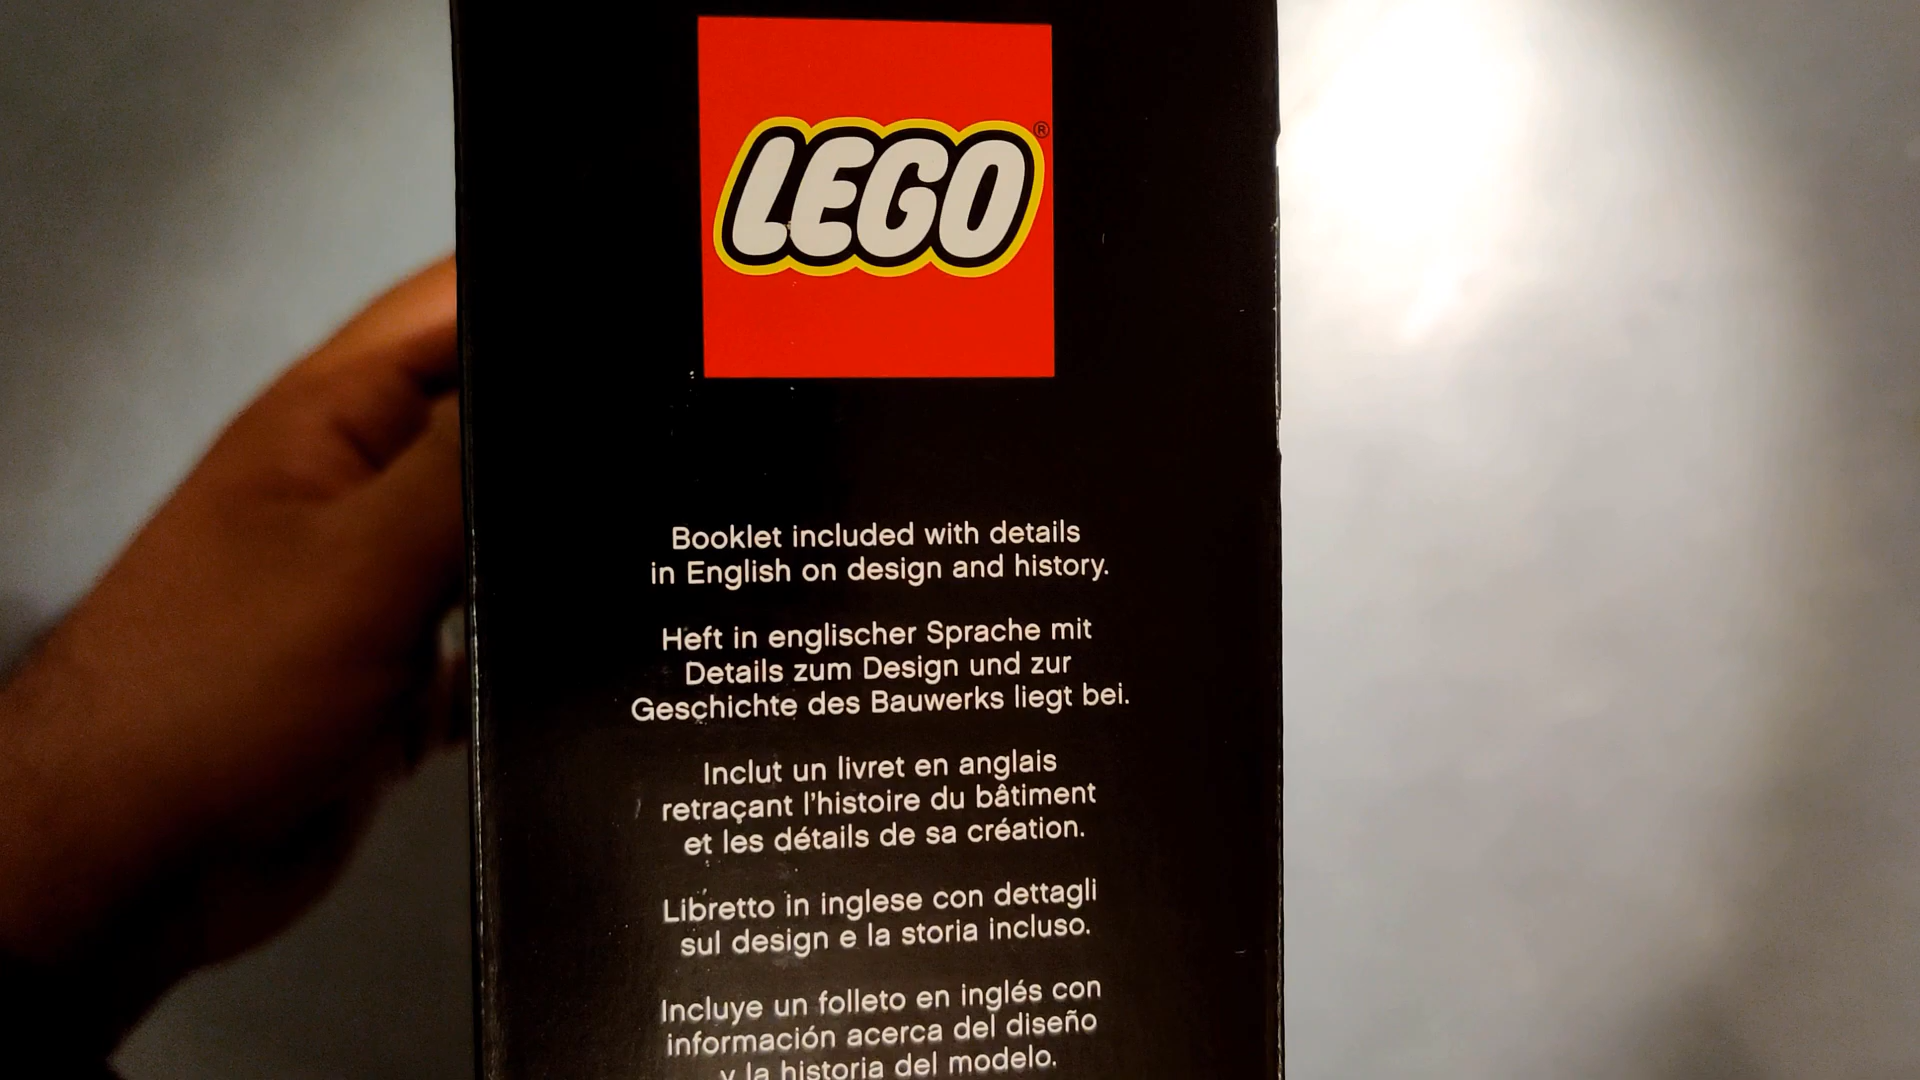 LEGO®
Booklet included with details
in English on design and history.
Heft in englischer Sprache mit
Details zum Design und zur
Geschichte des Bauwerks liegt bei.
Inclut un livret en anglais
retraçant l'histoire du bâtiment
et les détails de sa création.
Libretto in inglese con dettagli
sul design e la storia incluso.
Incluye un folleto en inglés con
información acerca del diseño
y la historia del modelo.